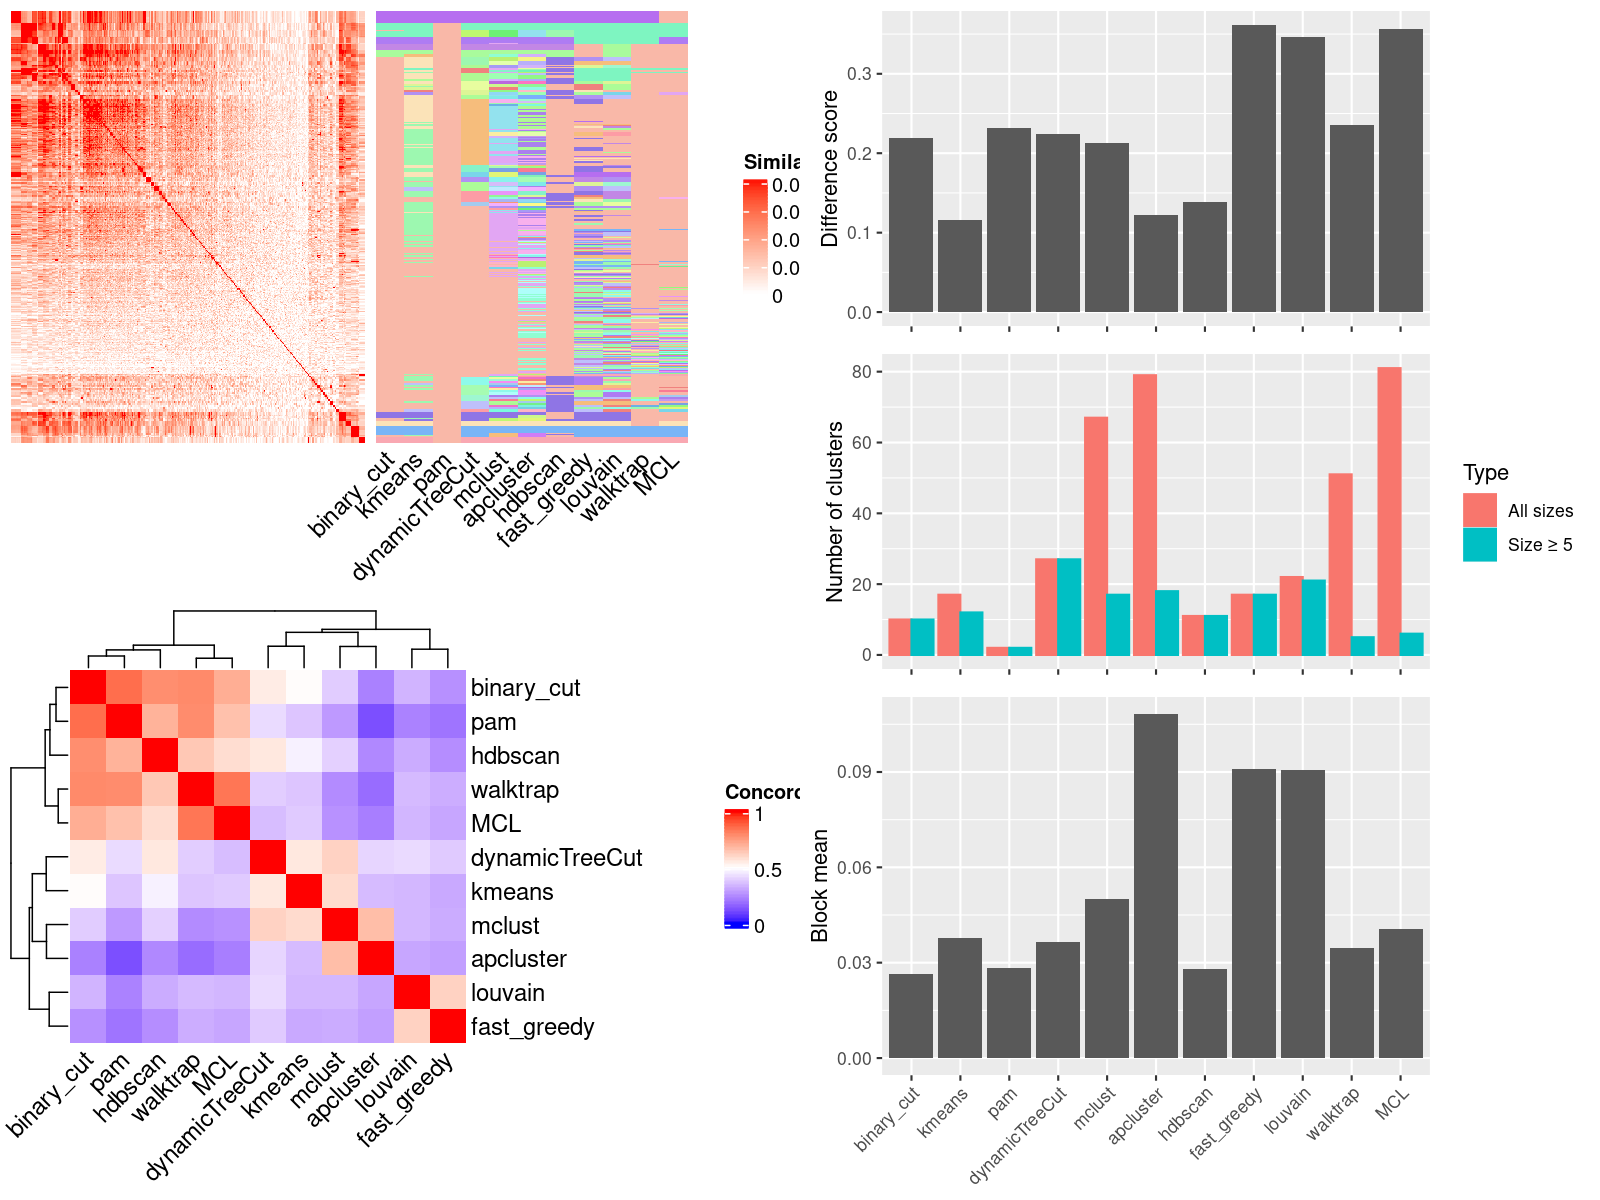 Simila
0.0
0.0
0.0
0.0
0
binary_cut
kmeans
pam
dynamicTreeCut
mclust
apcluster
hdbscan
fast_greedy
louvain
walktrap
MCL
binary_cut
pam
hdbscan
walktrap
MCL
dynamicTreeCut
kmeans
mclust
apcluster
louvain
fast_greedy
binary_cut
pam
hdbscan
walktrap
MCL
dynamicTreeCut
kmeans
mclust
apcluster
louvain
fast_greedy
Concord
1
0.5
0
Difference score
0.3
0.2
0.1
0.0
Number of clusters
80
60
40
20
0
Type
All sizes
Size ≥ 5
Block mean
0.09
0.06
0.03
0.00
binary_cut
kmeans
pam
dynamicTreeCut
mclust
apcluster
hdbscan
fast_greedy
louvain
walktrap
MCL